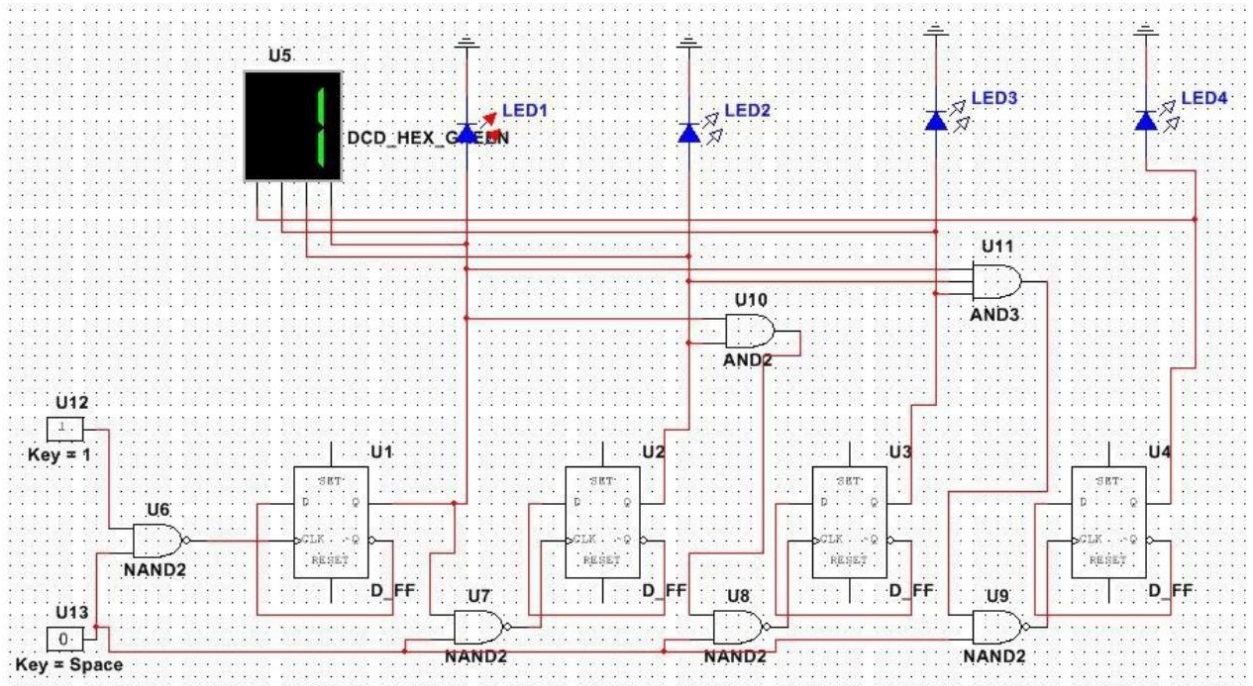 U5
1
DCD_HEX_GREEN
LED1
LED2
LED3
LED4
U11
AND3
U10
AND2
U12
1
Key = 1
U6
NAND2
U13
0
Key = Space
U1
SET
D Q
CLK ~Q
RESET
D_FF
U2
SET
D Q
CLK ~Q
RESET
D_FF
U3
SET
D Q
CLK ~Q
RESET
D_FF
U4
SET
D Q
CLK ~Q
RESET
D_FF
U7
NAND2
U8
NAND2
U9
NAND2